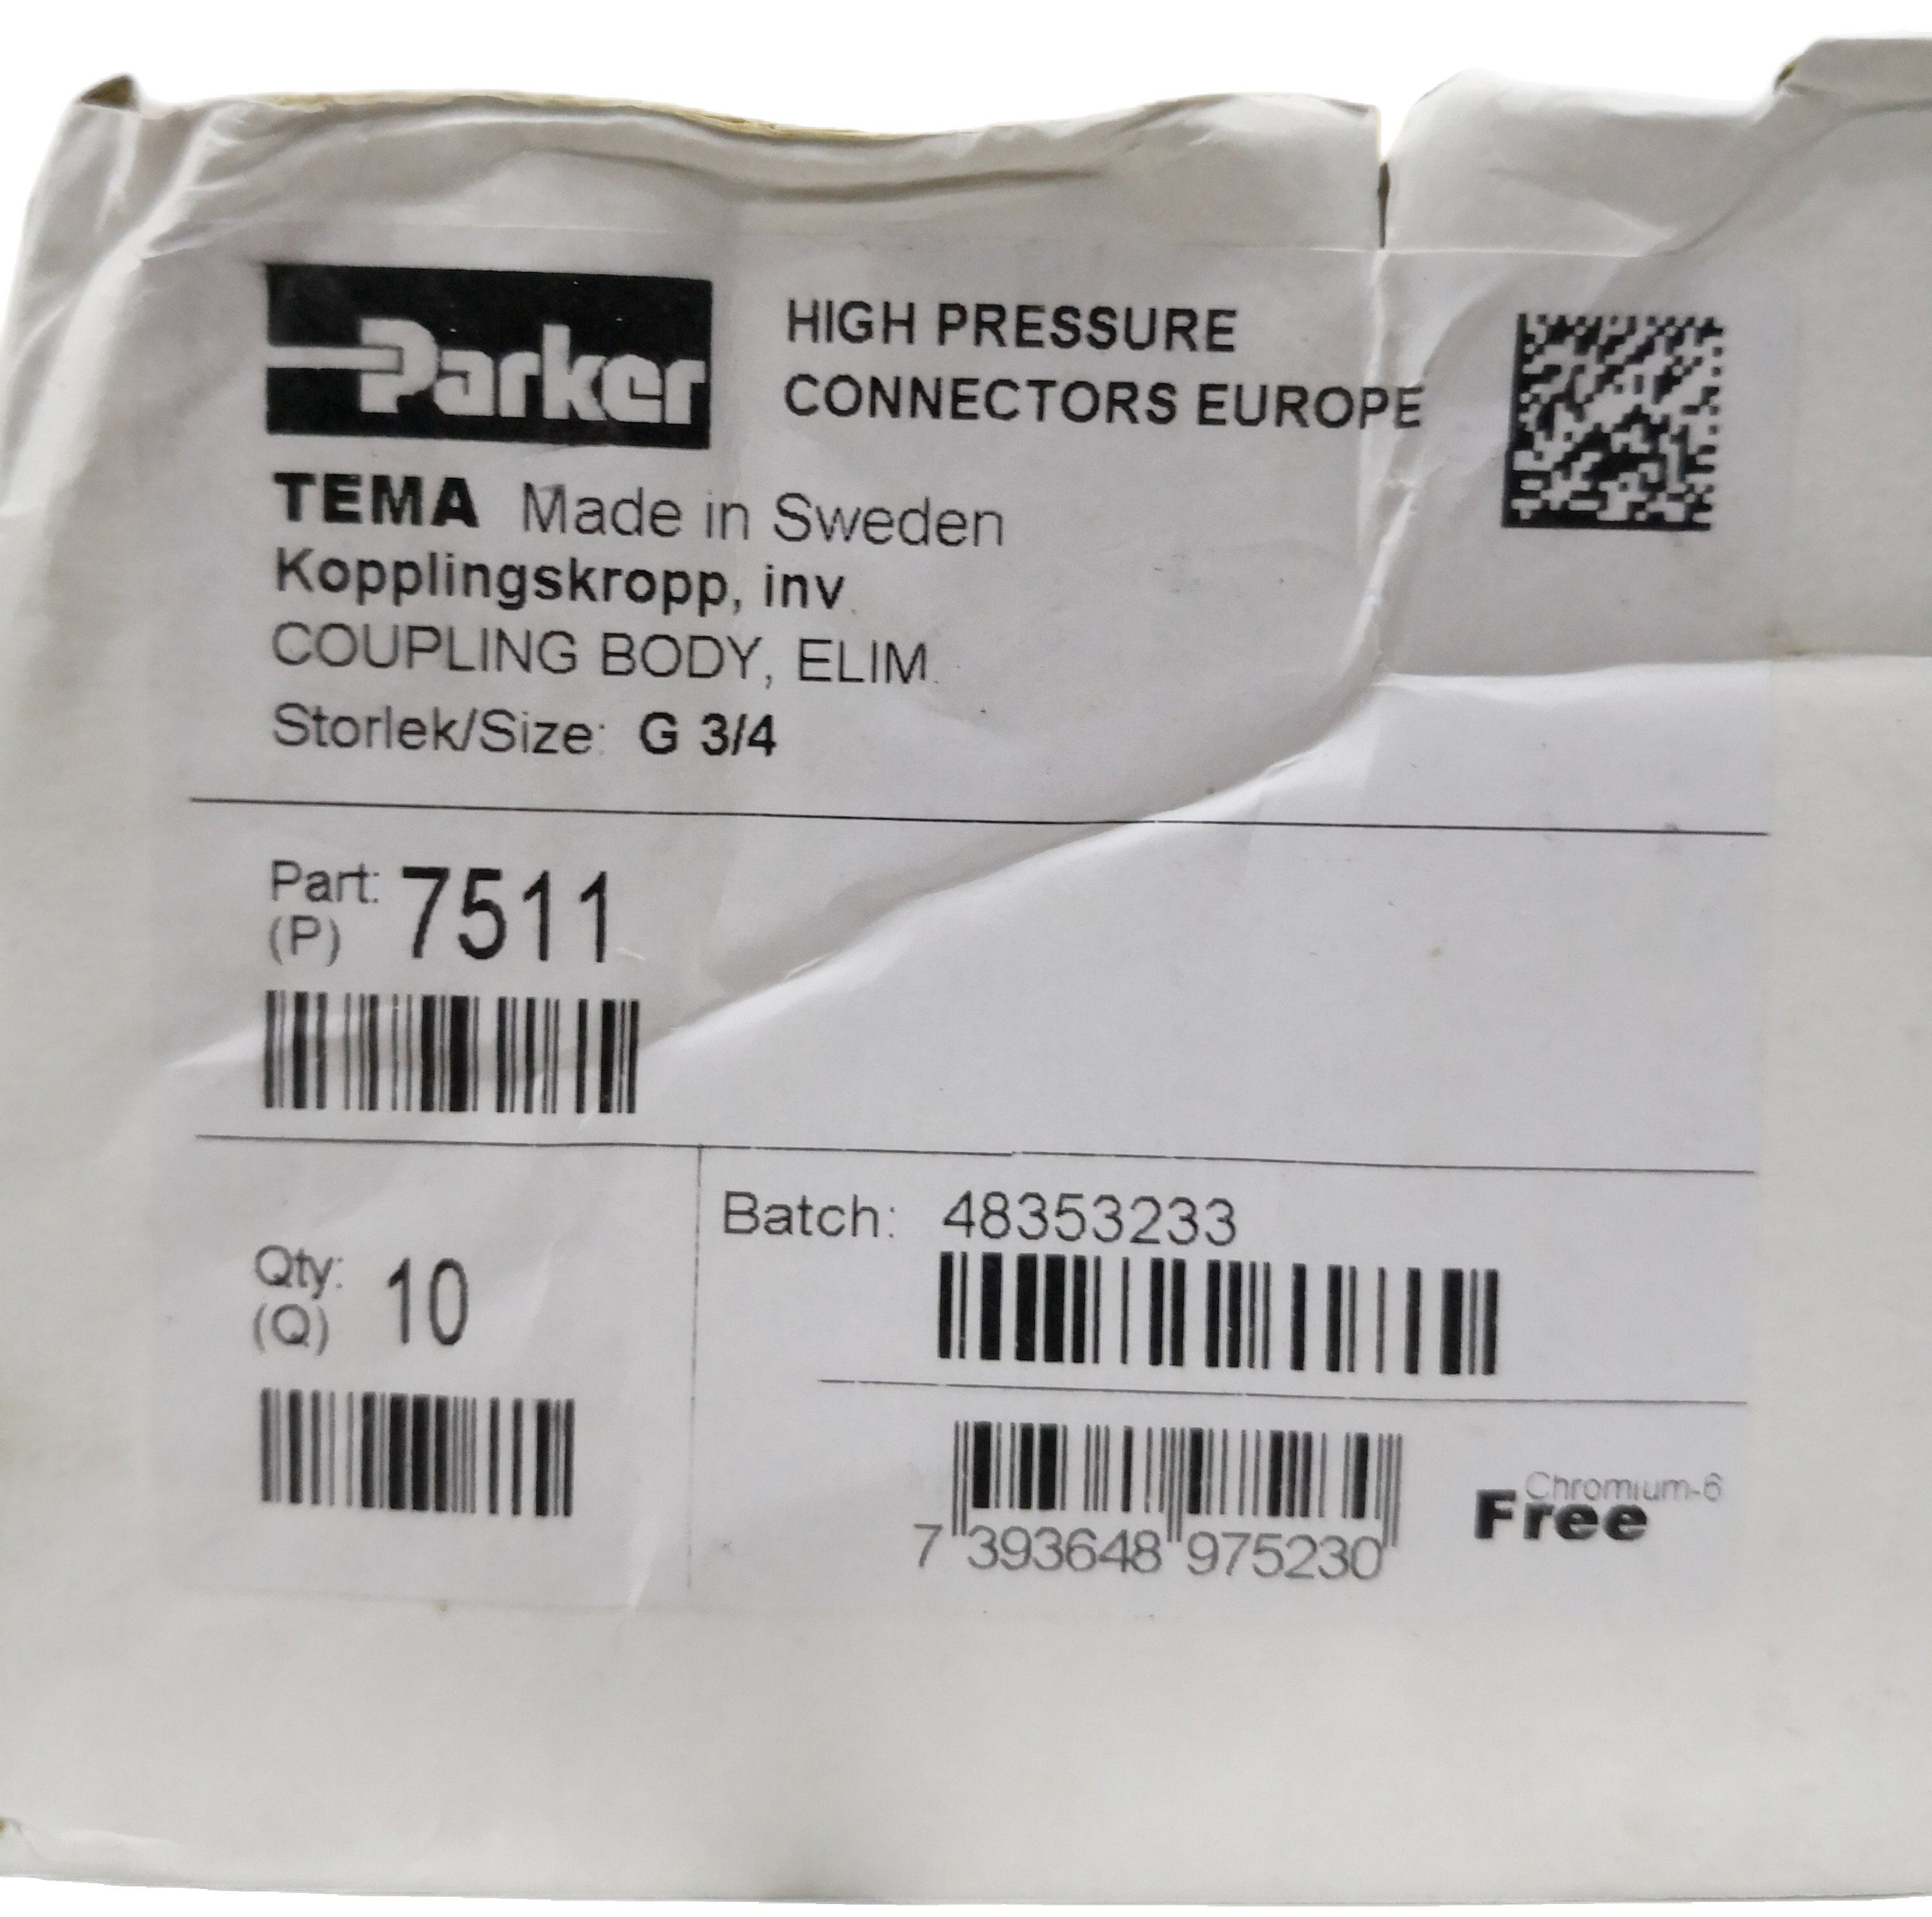 Parker
HIGH PRESSURE
CONNECTORS EUROPE
TEMA Made in Sweden
Kopplingskropp, inv.
COUPLING BODY, ELIM.
Storlek/Size: G 3/4
Part: 7511
(P)
Batch: 48353233
Qty: 10
(Q)
7 393648 975230
Chromium-6
Free